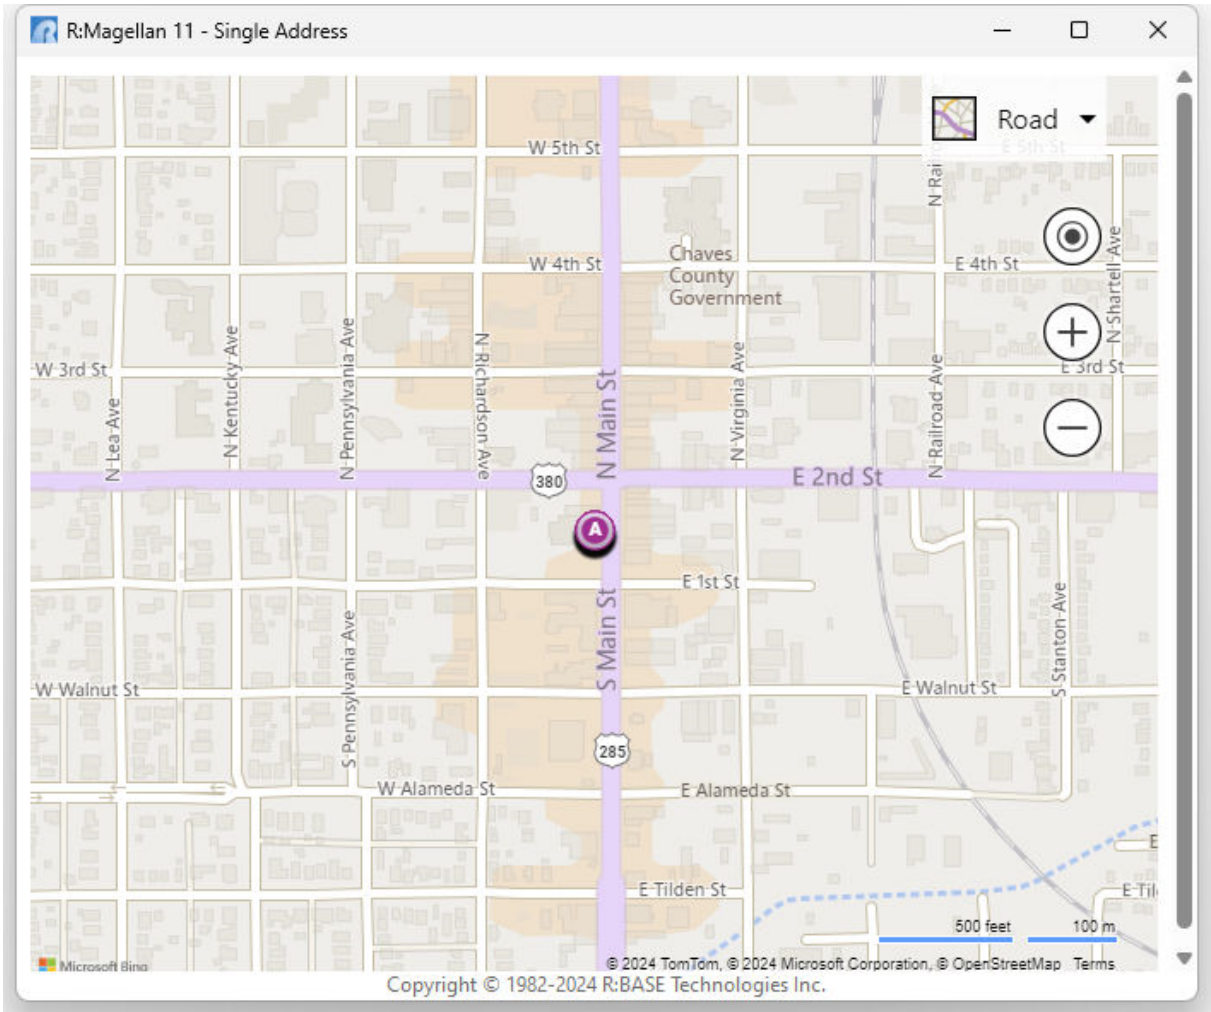 R:Magellan 11 - Single Address
Road
W 5th St
E 5th St
N Rai
W 4th St
Chaves
County
Government
E 4th St
N Shartell Ave
W 3rd St
E 3rd St
N Lea Ave
N Kentucky Ave
N Pennsylvania Ave
N Richardson Ave
N Main St
N Virginia Ave
N Railroad Ave
380
E 2nd St
A
E 1st St
S Main St
S Pennsylvania Ave
S Stanton Ave
W Walnut St
E Walnut St
285
W Alameda St
E Alameda St
E
E Tilden St
E Til
500 feet
100 m
Microsoft Bing
© 2024 TomTom, © 2024 Microsoft Corporation, © OpenStreetMap Terms
Copyright © 1982-2024 R:BASE Technologies Inc.